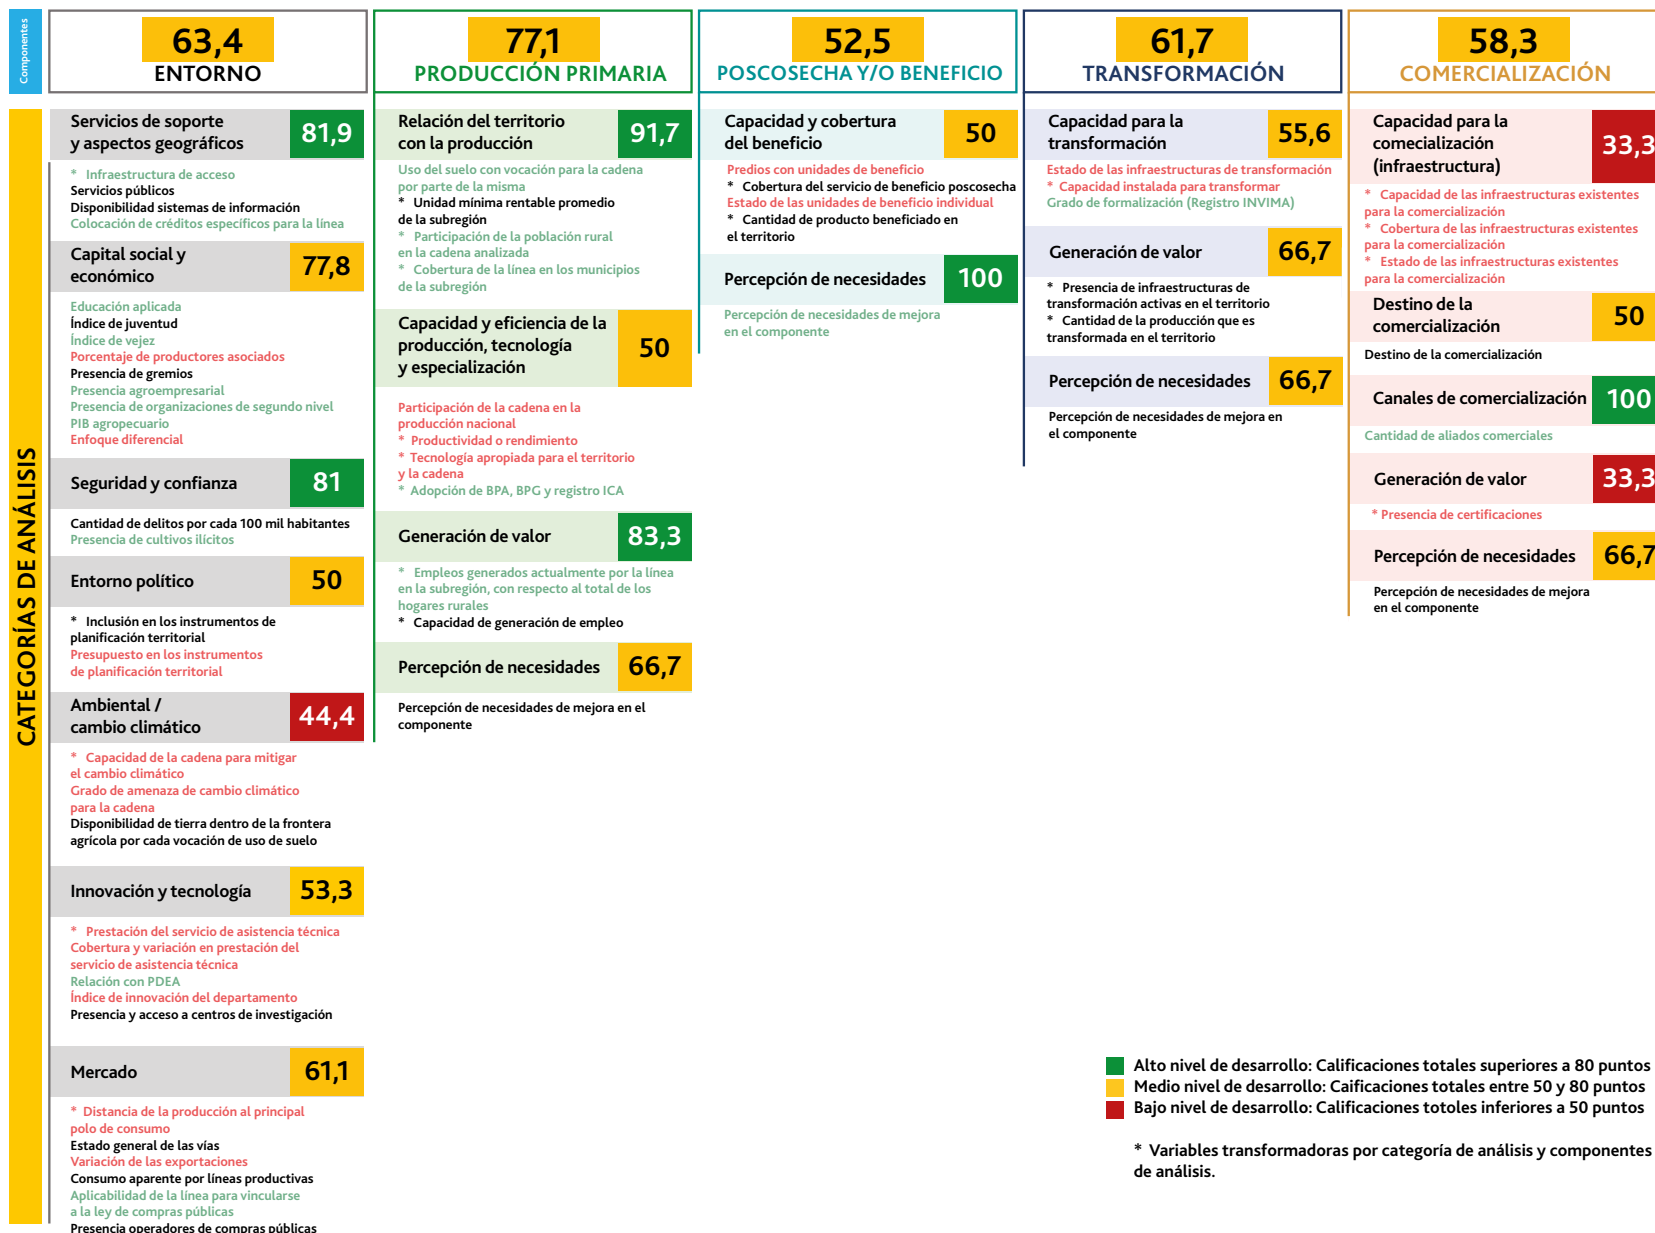 Componentes
63,4
ENTORNO
77,1
PRODUCCIÓN PRIMARIA
52,5
POSCOSECHA Y/O BENEFICIO
61,7
TRANSFORMACIÓN
58,3
COMERCIALIZACIÓN
CATEGORÍAS DE ANÁLISIS
Servicios de soporte
y aspectos geográficos
81,9
* Infraestructura de acceso
Servicios públicos
Disponibilidad sistemas de información
Colocación de créditos específicos para la línea
Capital social y
económico
77,8
Educación aplicada
Índice de juventud
Índice de vejez
Porcentaje de productores asociados
Presencia de gremios
Presencia agroempresarial
Presencia de organizaciones de segundo nivel
PIB agropecuario
Enfoque diferencial
Seguridad y confianza
81
Cantidad de delitos por cada 100 mil habitantes
Presencia de cultivos ilícitos
Entorno político
50
* Inclusión en los instrumentos de
planificación territorial
Presupuesto en los instrumentos
de planificación territorial
Ambiental /
cambio climático
44,4
* Capacidad de la cadena para mitigar
el cambio climático
Grado de amenaza de cambio climático
para la cadena
Disponibilidad de tierra dentro de la frontera
agrícola por cada vocación de uso de suelo
Innovación y tecnología
53,3
* Prestación del servicio de asistencia técnica
Cobertura y variación en prestación del
servicio de asistencia técnica
Relación con PDEA
Índice de innovación del departamento
Presencia y acceso a centros de investigación
Mercado
61,1
* Distancia de la producción al principal
polo de consumo
Estado general de las vías
Variación de las exportaciones
Consumo aparente por líneas productivas
Aplicabilidad de la línea para vincularse
a la ley de compras públicas
Presencia operadores de compras públicas
Relación del territorio
con la producción
91,7
Uso del suelo con vocación para la cadena
por parte de la misma
* Unidad mínima rentable promedio
de la subregión
* Participación de la población rural
en la cadena analizada
* Cobertura de la línea en los municipios
de la subregión
Capacidad y eficiencia de la
producción, tecnología
y especialización
50
Participación de la cadena en la
producción nacional
* Productividad o rendimiento
* Tecnología apropiada para el territorio
y la cadena
* Adopción de BPA, BPG y registro ICA
Generación de valor
83,3
* Empleos generados actualmente por la línea
en la subregión, con respecto al total de los
hogares rurales
* Capacidad de generación de empleo
Percepción de necesidades
66,7
Percepción de necesidades de mejora en el
componente
Capacidad y cobertura
del beneficio
50
Predios con unidades de beneficio
* Cobertura del servicio de beneficio poscosecha
Estado de las unidades de beneficio individual
* Cantidad de producto beneficiado en
el territorio
Percepción de necesidades
100
Percepción de necesidades de mejora
en el componente
Capacidad para la
transformación
55,6
Estado de las infraestructuras de transformación
* Capacidad instalada para transformar
Grado de formalización (Registro INVIMA)
Generación de valor
66,7
* Presencia de infraestructuras de
transformación activas en el territorio
* Cantidad de la producción que es
transformada en el territorio
Percepción de necesidades
66,7
Percepción de necesidades de mejora en
el componente
Capacidad para la
comecialización
(infraestructura)
33,3
* Capacidad de las infraestructuras existentes
para la comercialización
* Cobertura de las infraestructuras existentes
para la comercialización
* Estado de las infraestructuras existentes
para la comercialización
Destino de la
comercialización
50
Destino de la comercialización
Canales de comercialización
100
Cantidad de aliados comerciales
Generación de valor
33,3
* Presencia de certificaciones
Percepción de necesidades
66,7
Percepción de necesidades de mejora
en el componente
Alto nivel de desarrollo: Calificaciones totales superiores a 80 puntos
Medio nivel de desarrollo: Caificaciones totales entre 50 y 80 puntos
Bajo nivel de desarrollo: Calificaciones totoles inferiores a 50 puntos
* Variables transformadoras por categoría de análisis y componentes
de análisis.